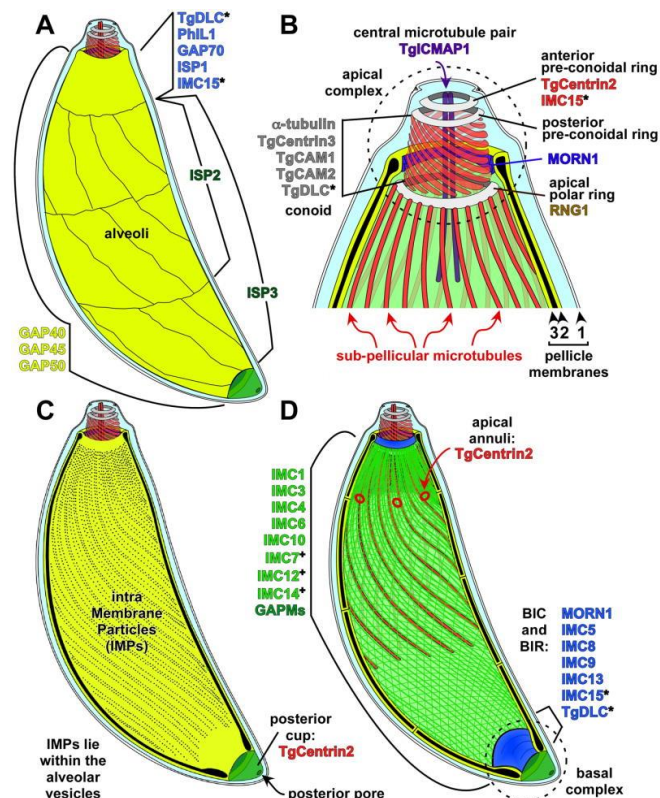 A
TgDLC*
PhIL1
GAP70
ISP1
IMC15*
ISP2
alveoli
ISP3
GAP40
GAP45
GAP50
B
central microtubule pair
TgICMAP1
apical
complex
anterior
pre-conoidal ring
TgCentrin2
IMC15*
α-tubulin
TgCentrin3
TgCAM1
TgCAM2
TgDLC*
conoid
posterior
pre-conoidal ring
MORN1
apical
polar ring
RNG1
sub-pellicular microtubules
32 1
pellicle
membranes
C
intra
Membrane
Particles
(IMPs)
IMPs lie
within the
alveolar
vesicles
posterior
cup:
TgCentrin2
posterior pore
D
apical
annuli:
TgCentrin2
IMC1
IMC3
IMC4
IMC6
IMC10
IMC7+
IMC12+
IMC14+
GAPMs
BIC
and
BIR:
MORN1
IMC5
IMC8
IMC9
IMC13
IMC15*
TgDLC*
basal
complex